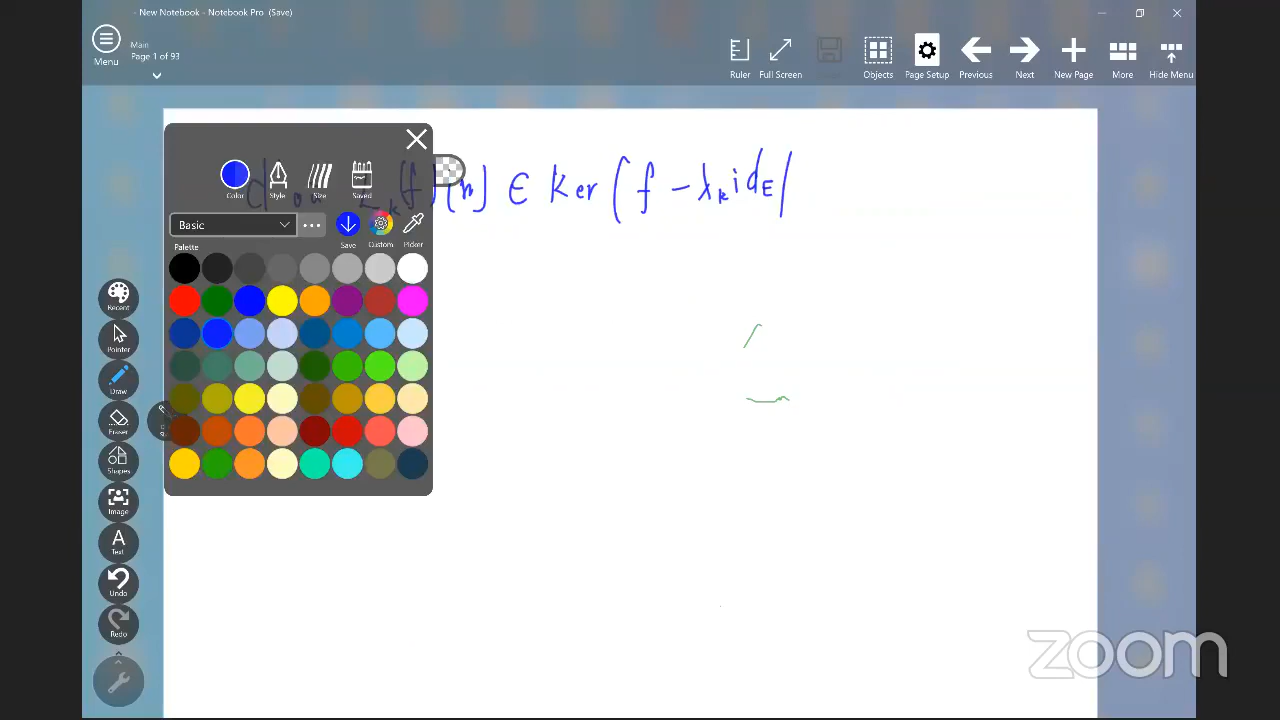 - New Notebook - Notebook Pro (Save)
Menu
Main
Page 1 of 93
Ruler
Full Screen
Objects
Page Setup
Previous
Next
New Page
More
Hide Menu
Color
Style
Size
Saved
(f)(x) ∈ Ker(f - λₖ id_E)
Basic
Palette
Save
Custom
Picker
Recent
Pointer
Draw
Eraser
Shapes
Image
Text
Undo
Redo
zoom